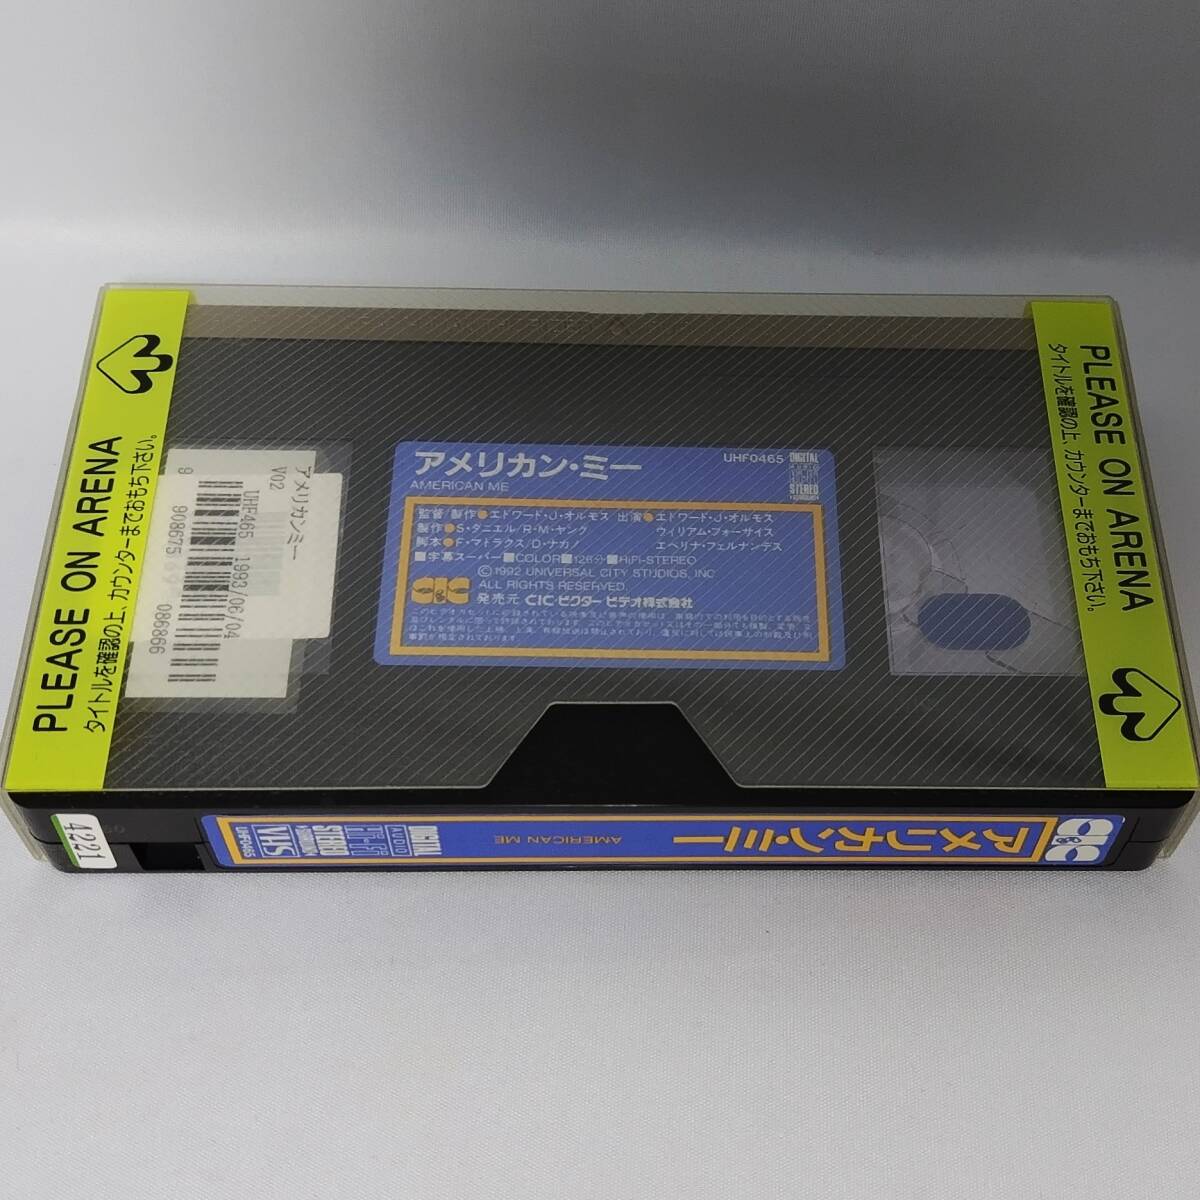 PLEASE ON ARENA
タイトルを確認の上、カウンターまでおもち下さい。
アメリカンミー
V02
UHF465 1993/06/04
086866
アメリカン・ミー
UHF0465
AMERICAN ME
DIGITAL
STEREO
監督/製作●エドワード・J・オルモス 出演●エドワード・J・オルモス
製作●S・ダニエル/R・M・ヤング ウィリアム・フォーサイス
脚本●F・マトラクス/D・ナカ エベリナ・フェルナンデス
■字幕スーパー■COLOR■126分■HiFi-STEREO
©1992 UNIVERSAL CITY STUDIOS, INC
ALL RIGHTS RESERVED.
CIC
発売元 CIC・ビクター ビデオ株式会社
PLEASE ON ARENA
タイトルを確認の上、カウンターまでおもち下さい。
4221
UHF0465
VHS
DIGITAL
AUDIO
Hi-Fi
STEREO
AMERICAN ME
アメリカン・ミー
CIC